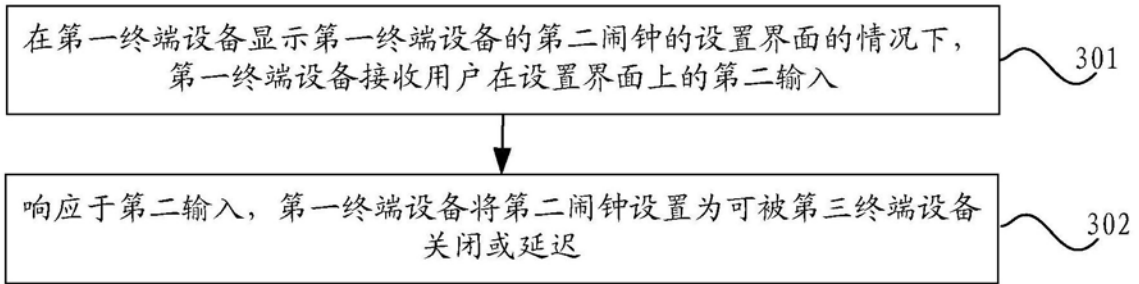 在第一终端设备显示第一终端设备的第二闹钟的设置界面的情况下，
第一终端设备接收用户在设置界面上的第二输入
301
响应于第二输入，第一终端设备将第二闹钟设置为可被第三终端设备
关闭或延迟
302